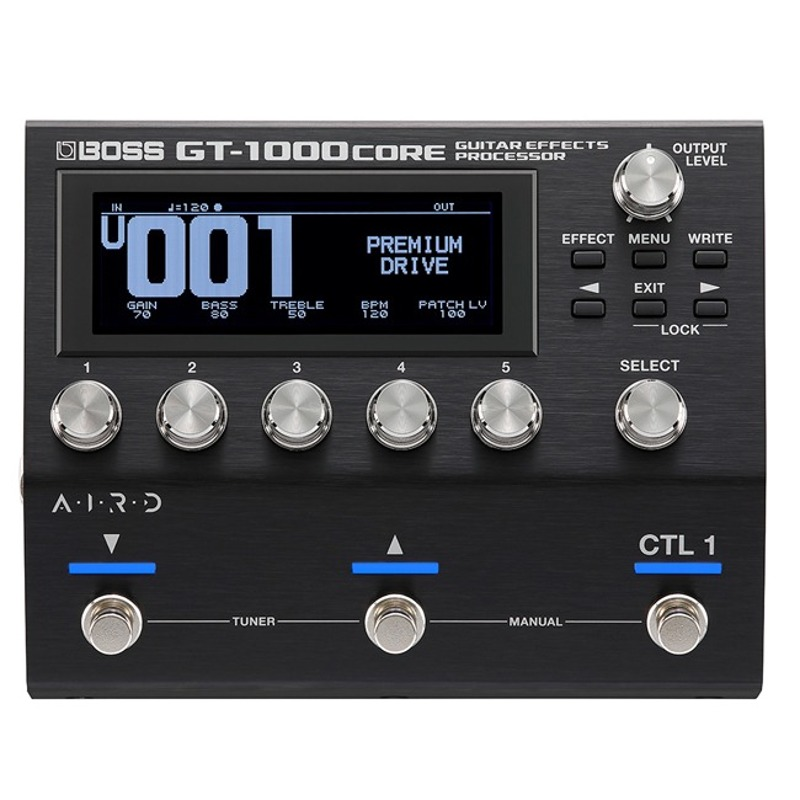 BOSS GT-1000CORE GUITAR EFFECTS PROCESSOR
OUTPUT LEVEL
IN ♩=120 OUT
U001
PREMIUM
DRIVE
GAIN BASS TREBLE BPM PATCH LV
70 80 50 120 100
EFFECT MENU WRITE
EXIT
LOCK
1 2 3 4 5
SELECT
A·I·R·D
CTL 1
TUNER MANUAL